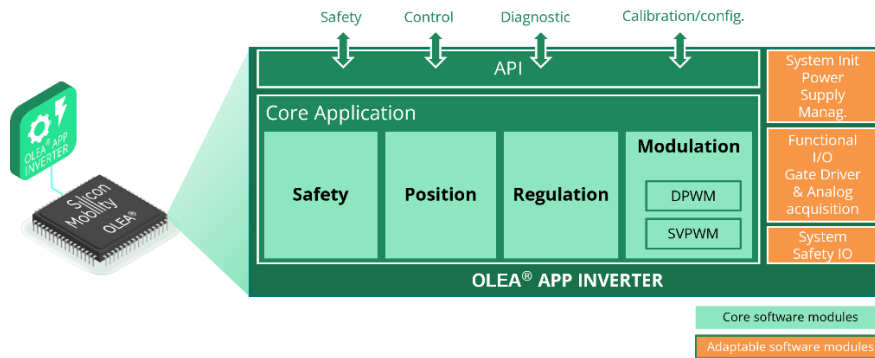 Safety
Control
Diagnostic
Calibration/config.
API
Core Application
Safety
Position
Regulation
Modulation
DPWM
SVPWM
OLEA® APP INVERTER
System Init
Power
Supply
Manag.
Functional
I/O
Gate Driver
& Analog
acquisition
System
Safety IO
OLEA® APP
INVERTER
Silicon
Mobility
OLEA®
Core software modules
Adaptable software modules